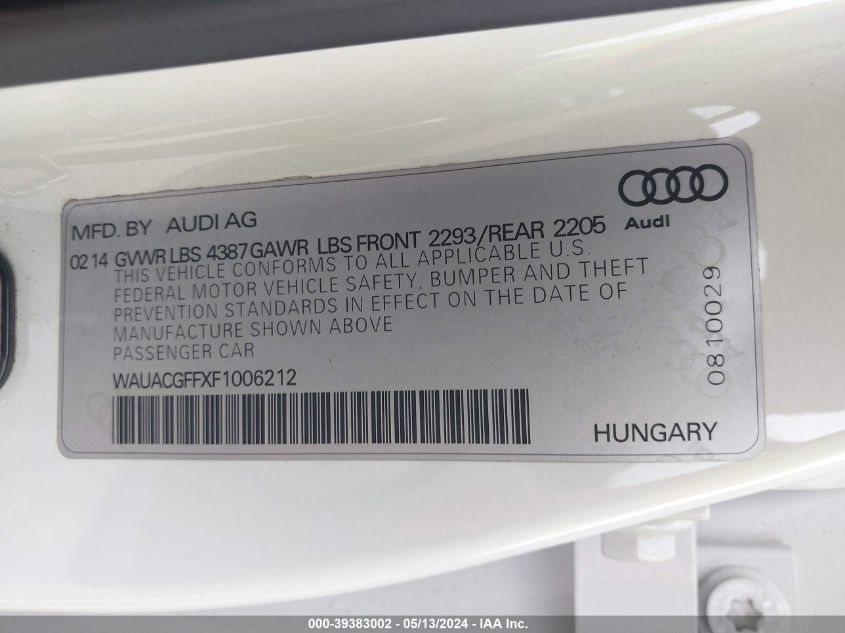 MFD. BY AUDI AG
Audi
02 14 GVWR LBS 4387 GAWR LBS FRONT 2293/REAR 2205
THIS VEHICLE CONFORMS TO ALL APPLICABLE U.S.
FEDERAL MOTOR VEHICLE SAFETY, BUMPER AND THEFT
PREVENTION STANDARDS IN EFFECT ON THE DATE OF
MANUFACTURE SHOWN ABOVE
PASSENGER CAR
WAUACGFFXF1006212
HUNGARY
0810029
000-39383002 - 05/13/2024 - IAA Inc.